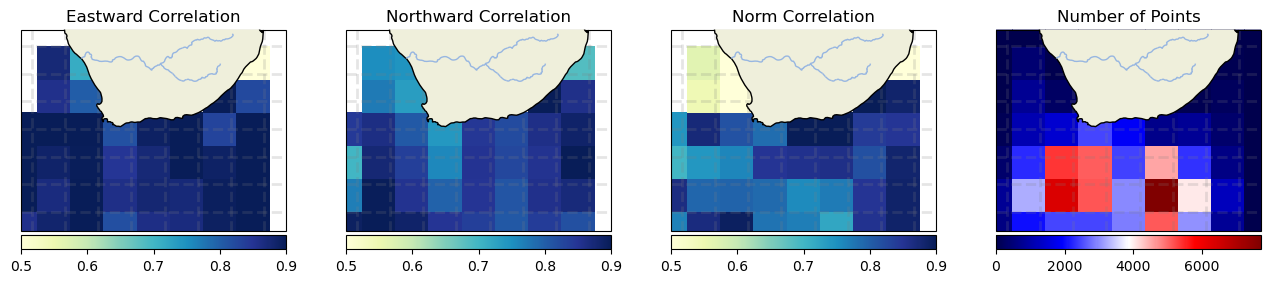 Eastward Correlation
Northward Correlation
Norm Correlation
Number of Points
0.5 0.6 0.7 0.8 0.9
0.5 0.6 0.7 0.8 0.9
0.5 0.6 0.7 0.8 0.9
0 2000 4000 6000